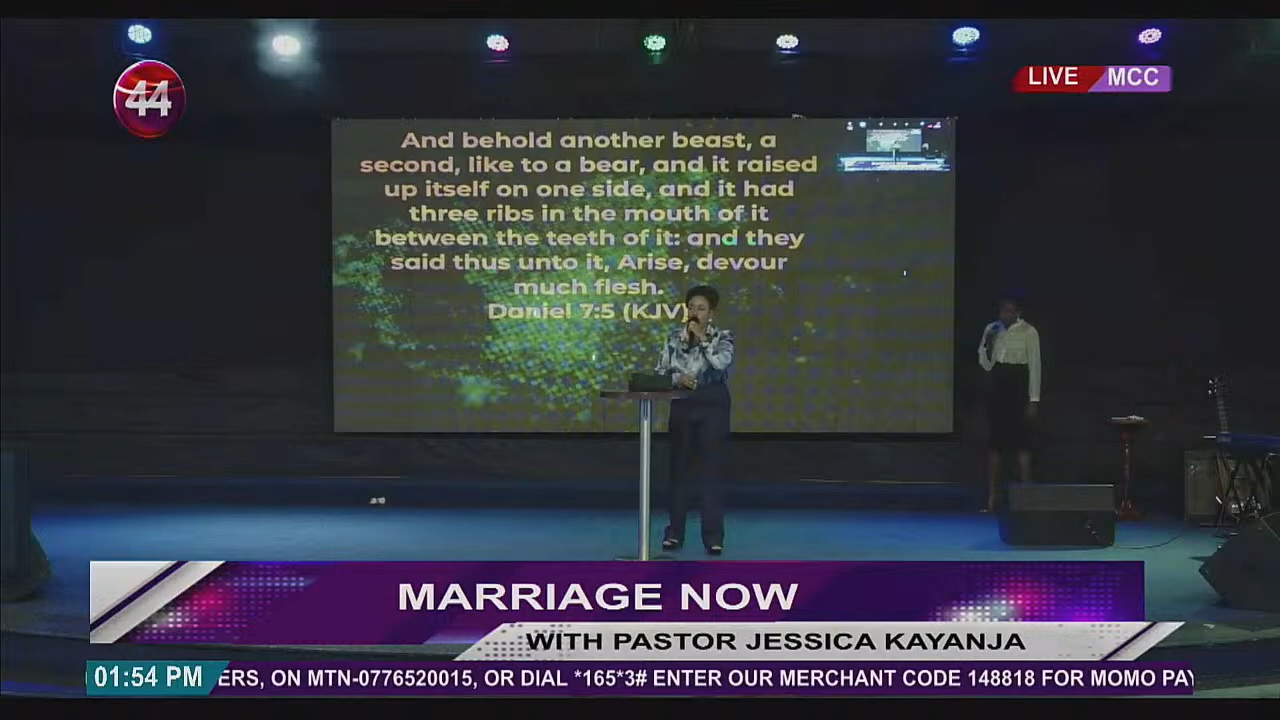 44
LIVE MCC
And behold another beast, a
second, like to a bear, and it raised
up itself on one side, and it had
three ribs in the mouth of it
between the teeth of it: and they
said thus unto it, Arise, devour
much flesh.
Daniel 7:5 (KJV)
MARRIAGE NOW
WITH PASTOR JESSICA KAYANJA
01:54 PM ERS, ON MTN-0776520015, OR DIAL *165*3# ENTER OUR MERCHANT CODE 148818 FOR MOMO PAY